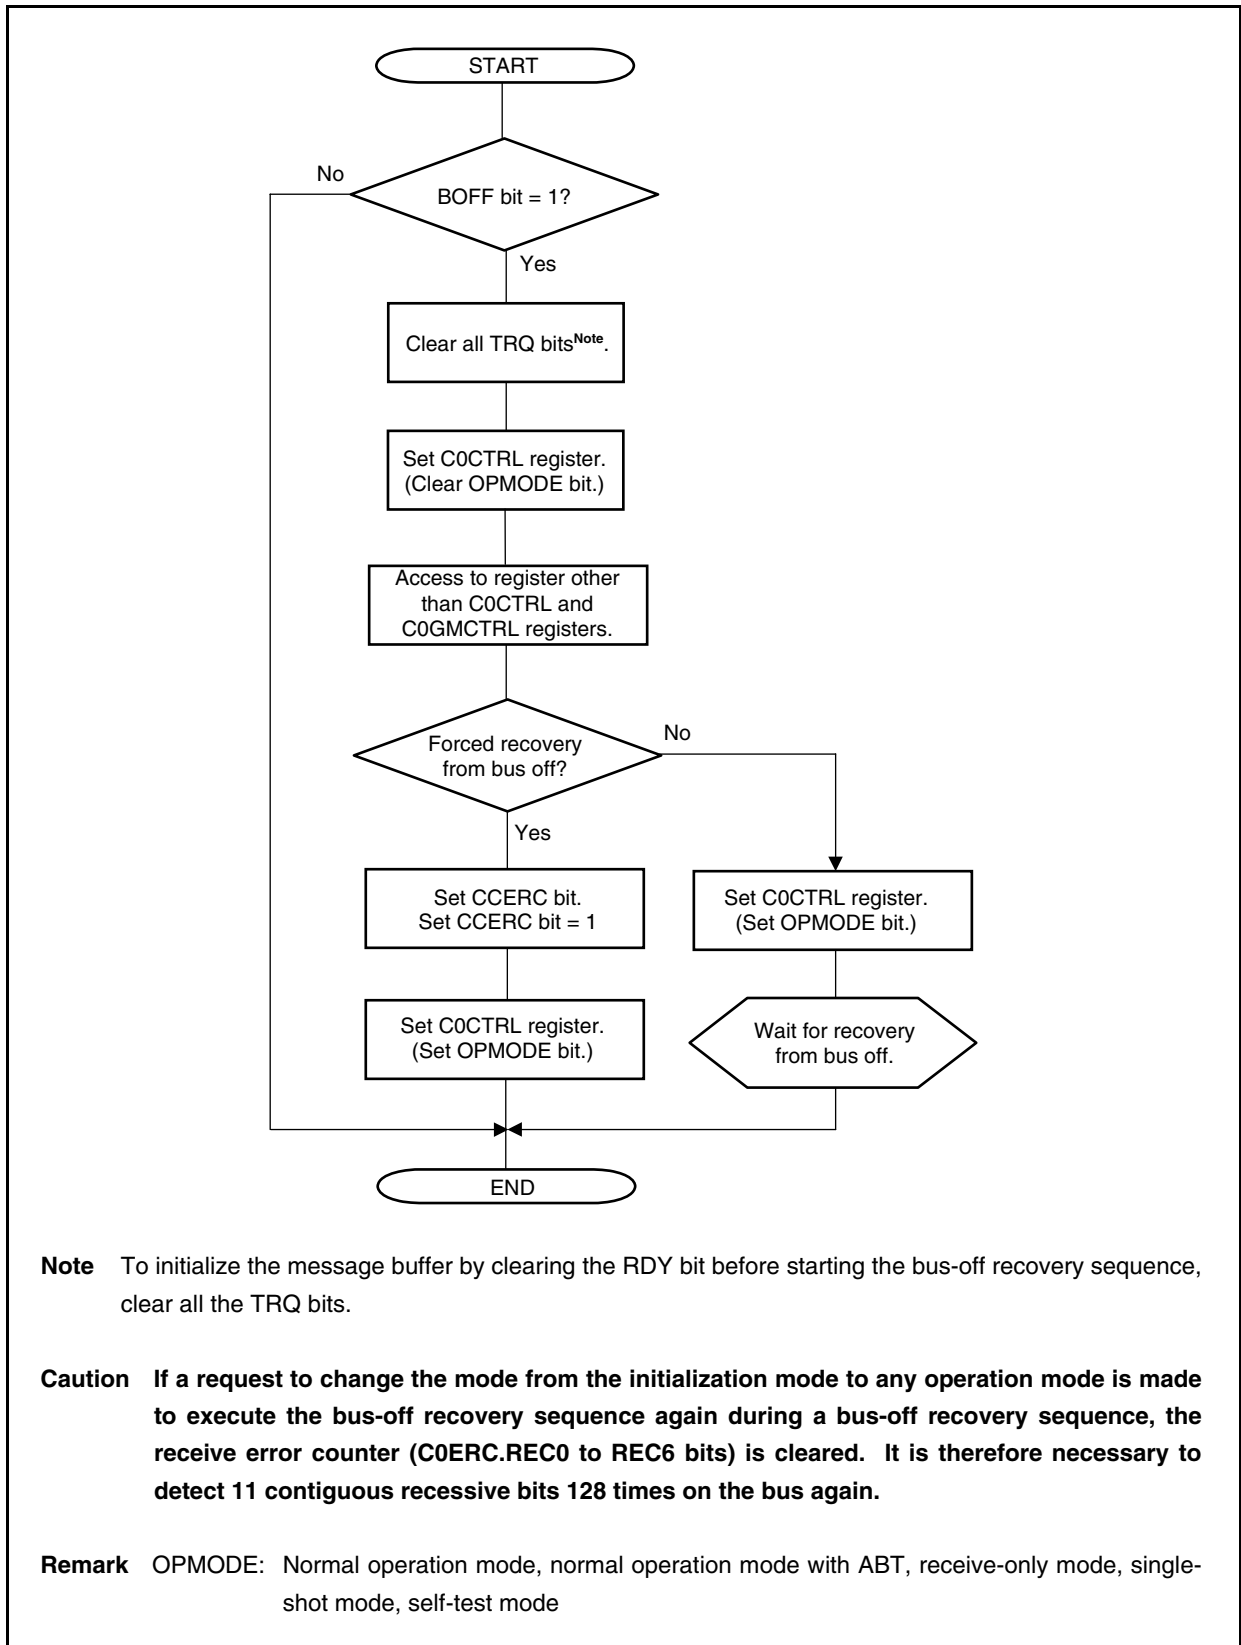 START
No
BOFF bit = 1?
Yes
Clear all TRQ bitsNote.
Set C0CTRL register.
(Clear OPMODE bit.)
Access to register other
than C0CTRL and
C0GMCTRL registers.
Forced recovery
from bus off?
No
Yes
Set CCERC bit.
Set CCERC bit = 1
Set C0CTRL register.
(Set OPMODE bit.)
Set C0CTRL register.
(Set OPMODE bit.)
Wait for recovery
from bus off.
END
Note To initialize the message buffer by clearing the RDY bit before starting the bus-off recovery sequence,
clear all the TRQ bits.
Caution If a request to change the mode from the initialization mode to any operation mode is made
to execute the bus-off recovery sequence again during a bus-off recovery sequence, the
receive error counter (C0ERC.REC0 to REC6 bits) is cleared. It is therefore necessary to
detect 11 contiguous recessive bits 128 times on the bus again.
Remark OPMODE: Normal operation mode, normal operation mode with ABT, receive-only mode, single-
shot mode, self-test mode